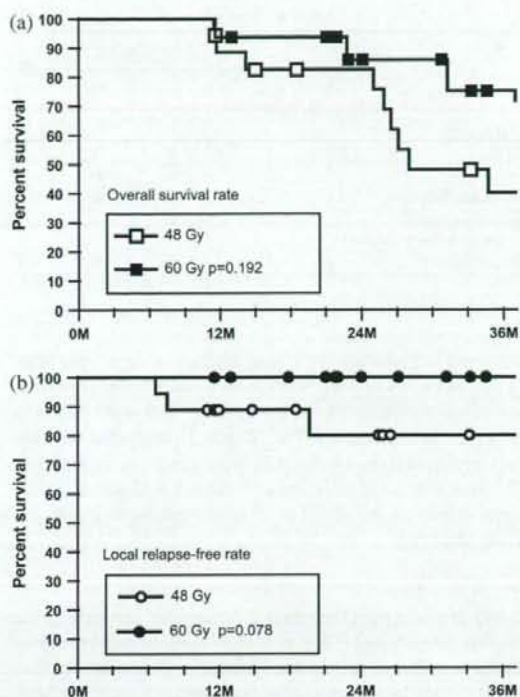 (a)
100
90
80
70
60
50
40
30
20
10
0
Percent survival
Overall survival rate
48 Gy
60 Gy p=0.192
0M 12M 24M 36M
(b)
100
90
80
70
60
50
40
30
20
10
0
Percent survival
Local relapse-free rate
48 Gy
60 Gy p=0.078
0M 12M 24M 36M